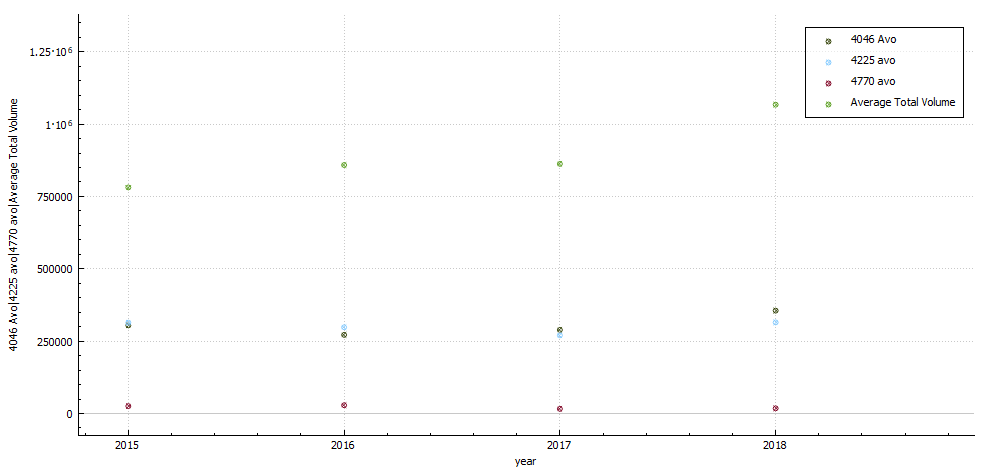 4046 Avo
4225 avo
4770 avo
Average Total Volume
4046 Avo|4225 avo|4770 avo|Average Total Volume
1.25·10⁶
1·10⁶
750000
500000
250000
0
2015 2016 2017 2018
year